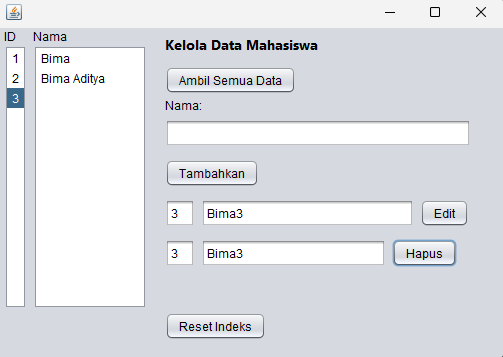 ID Nama
1 Bima
2 Bima Aditya
3
Kelola Data Mahasiswa
Ambil Semua Data
Nama:
Tambahkan
3 Bima3 Edit
3 Bima3 Hapus
Reset Indeks